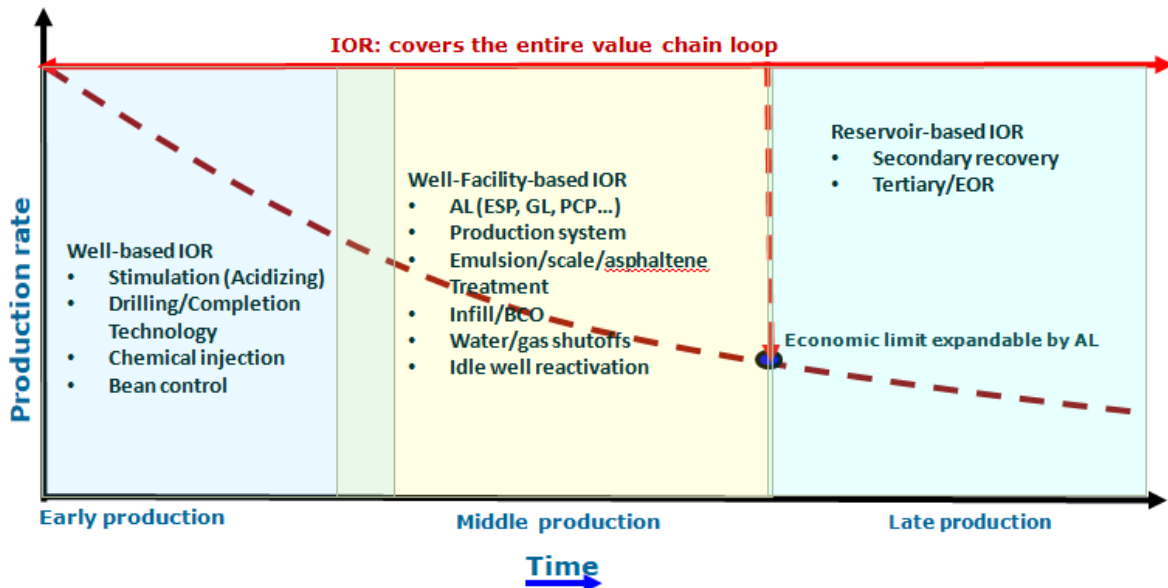 IOR: covers the entire value chain loop
Production rate
Well-based IOR
• Stimulation (Acidizing)
• Drilling/Completion
Technology
• Chemical injection
• Bean control
Well-Facility-based IOR
• AL (ESP, GL, PCP...)
• Production system
• Emulsion/scale/asphaltene
Treatment
• Infill/BCO
• Water/gas shutoffs
• Idle well reactivation
Reservoir-based IOR
• Secondary recovery
• Tertiary/EOR
Economic limit expandable by AL
Early production
Middle production
Late production
Time